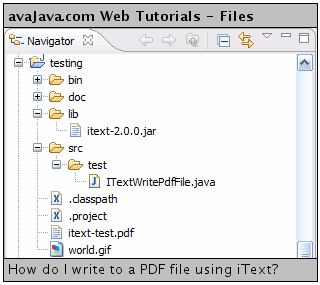 avaJava.com Web Tutorials - Files
Navigator
testing
bin
doc
lib
itext-2.0.0.jar
src
test
ITextWritePdfFile.java
.classpath
.project
itext-test.pdf
world.gif
How do I write to a PDF file using iText?